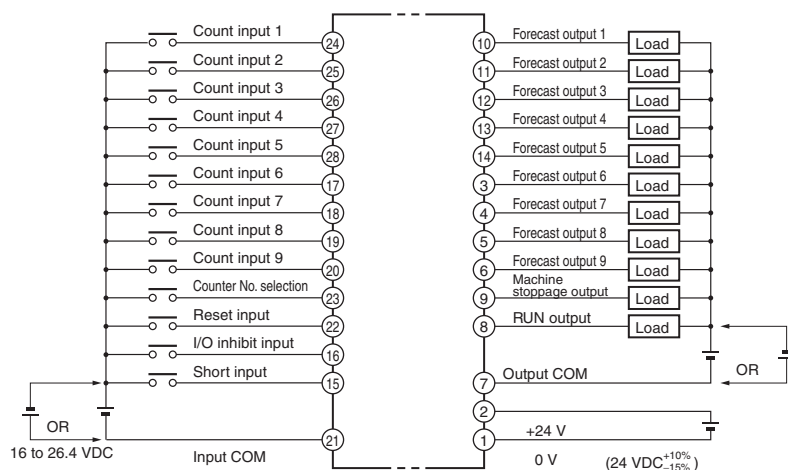 Count input 1 24
Count input 2 25
Count input 3 26
Count input 4 27
Count input 5 28
Count input 6 17
Count input 7 18
Count input 8 19
Count input 9 20
Counter No. selection 23
Reset input 22
I/O inhibit input 16
Short input 15
OR
16 to 26.4 VDC
Input COM 21
10 Forecast output 1 Load
11 Forecast output 2 Load
12 Forecast output 3 Load
13 Forecast output 4 Load
14 Forecast output 5 Load
3 Forecast output 6 Load
4 Forecast output 7 Load
5 Forecast output 8 Load
6 Forecast output 9 Load
Machine
9 stoppage output Load
8 RUN output Load
OR
7 Output COM
2
+24 V
1
0 V (24 VDC +10% –15% )